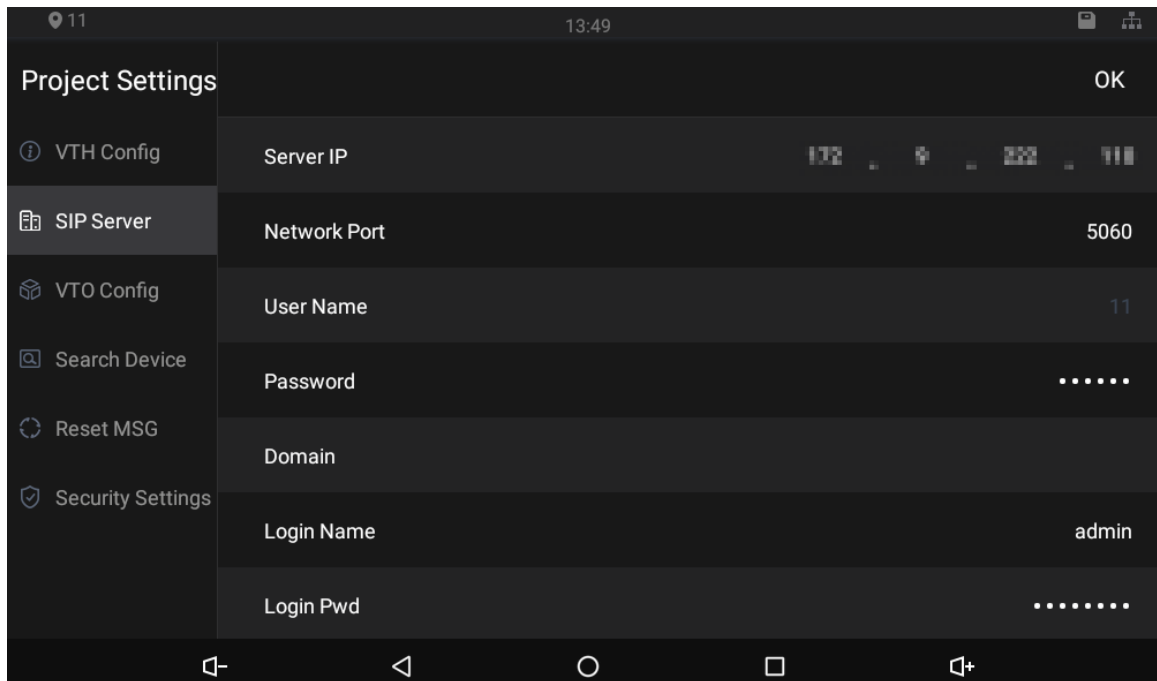 11
13:49
Project Settings
OK
VTH Config
SIP Server
VTO Config
Search Device
Reset MSG
Security Settings
Server IP
Network Port
5060
User Name
11
Password
••••••
Domain
Login Name
admin
Login Pwd
••••••••